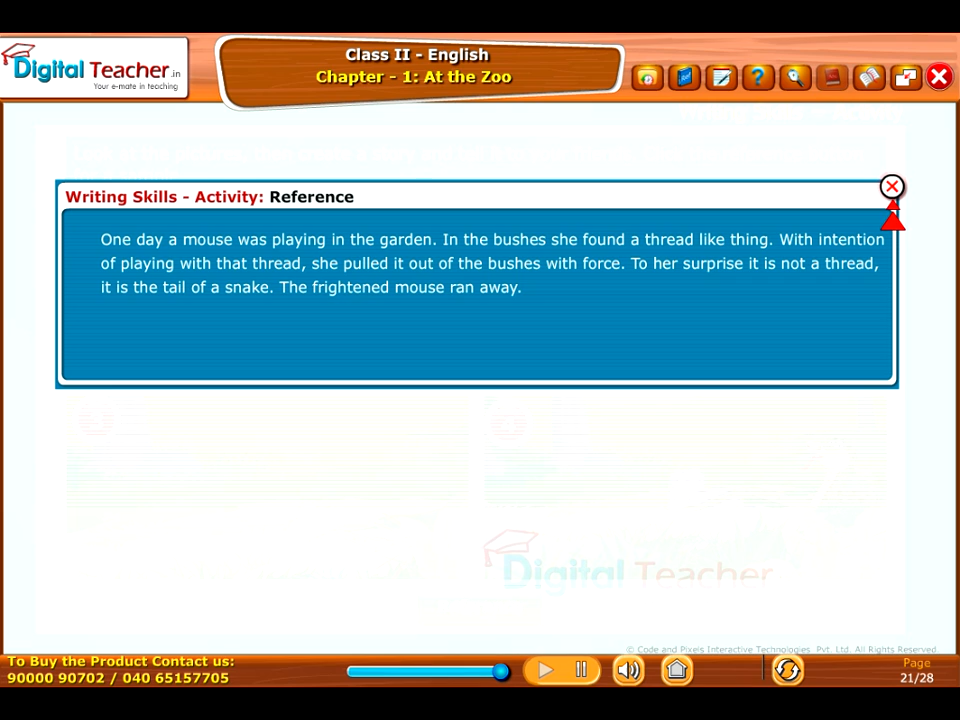 Digital Teacher.in
Your e-mate in teaching
Class II - English
Chapter - 1: At the Zoo
Writing Skills - Activity: Reference
One day a mouse was playing in the garden. In the bushes she found a thread like thing. With intention
of playing with that thread, she pulled it out of the bushes with force. To her surprise it is not a thread,
it is the tail of a snake. The frightened mouse ran away.
Digital Teacher
© Code and Pixels Interactive Technologies. Pvt. Ltd. All Rights Reserved.
To Buy the Product Contact us:
90000 90702 / 040 65157705
Page
21/28